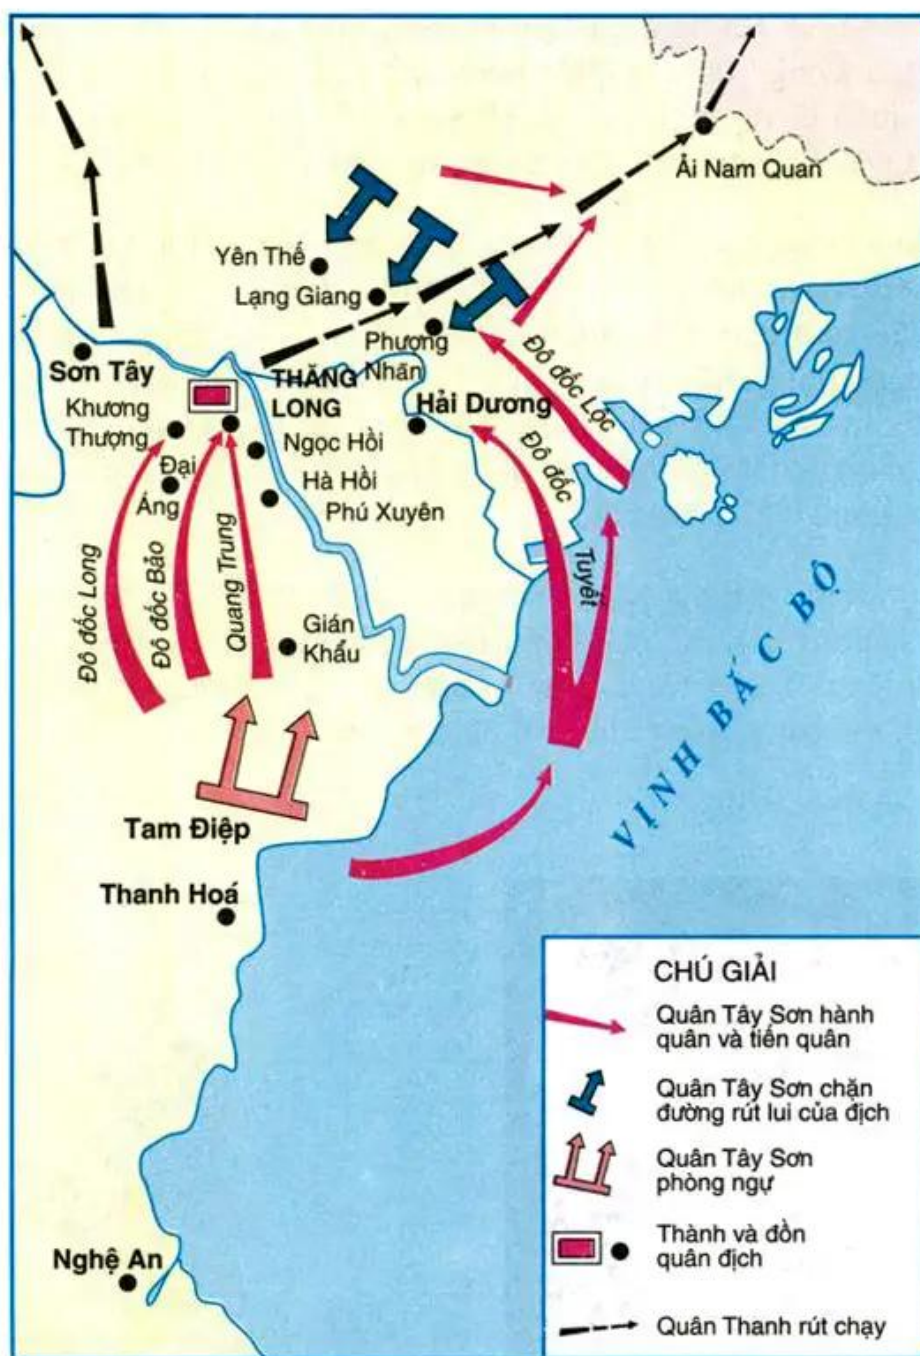 Ải Nam Quan
Yên Thế
Lạng Giang
Phượng
Nhãn
Sơn Tây
THĂNG
LONG
Hải Dương
Đô đốc Lộc
Khương
Thượng
Ngọc Hồi
Đại
Áng
Hà Hồi
Phú Xuyên
Đô đốc
Tuyết
Đô đốc Long
Đô đốc Bảo
Quang Trung
Gián
Khẩu
VỊNH BẮC BỘ
Tam Điệp
Thanh Hoá
Nghệ An
CHÚ GIẢI
Quân Tây Sơn hành
quân và tiến quân
Quân Tây Sơn chặn
đường rút lui của địch
Quân Tây Sơn
phòng ngự
Thành và đồn
quân địch
Quân Thanh rút chạy